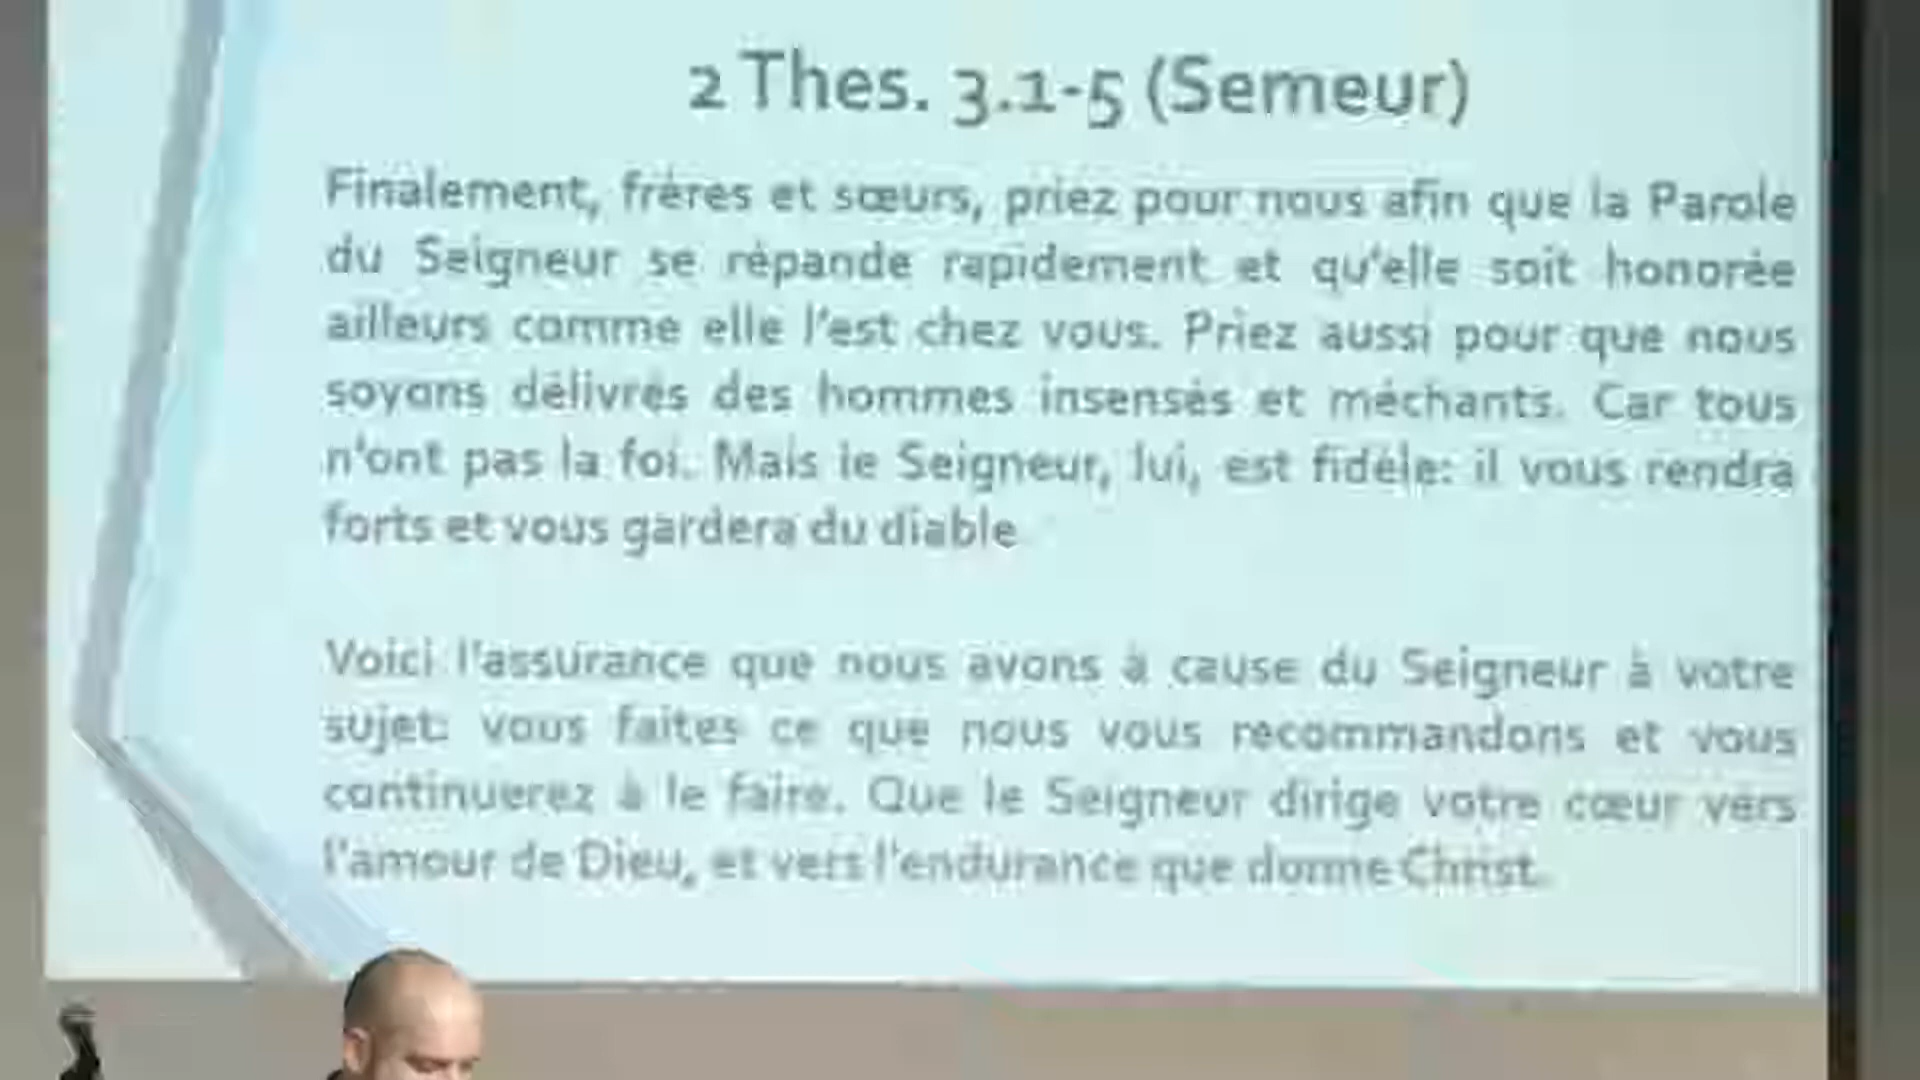 2 Thes. 3.1-5 (Semeur)
Finalement, frères et sœurs, priez pour nous afin que la Parole
du Seigneur se répande rapidement et qu'elle soit honorée
ailleurs comme elle l'est chez vous. Priez aussi pour que nous
soyons délivrés des hommes insensés et méchants. Car tous
n'ont pas la foi. Mais le Seigneur, lui, est fidèle: il vous rendra
forts et vous gardera du diable.
Voici l'assurance que nous avons à cause du Seigneur à votre
sujet: vous faites ce que nous vous recommandons et vous
continuerez à le faire. Que le Seigneur dirige votre cœur vers
l'amour de Dieu, et vers l'endurance que donne Christ.